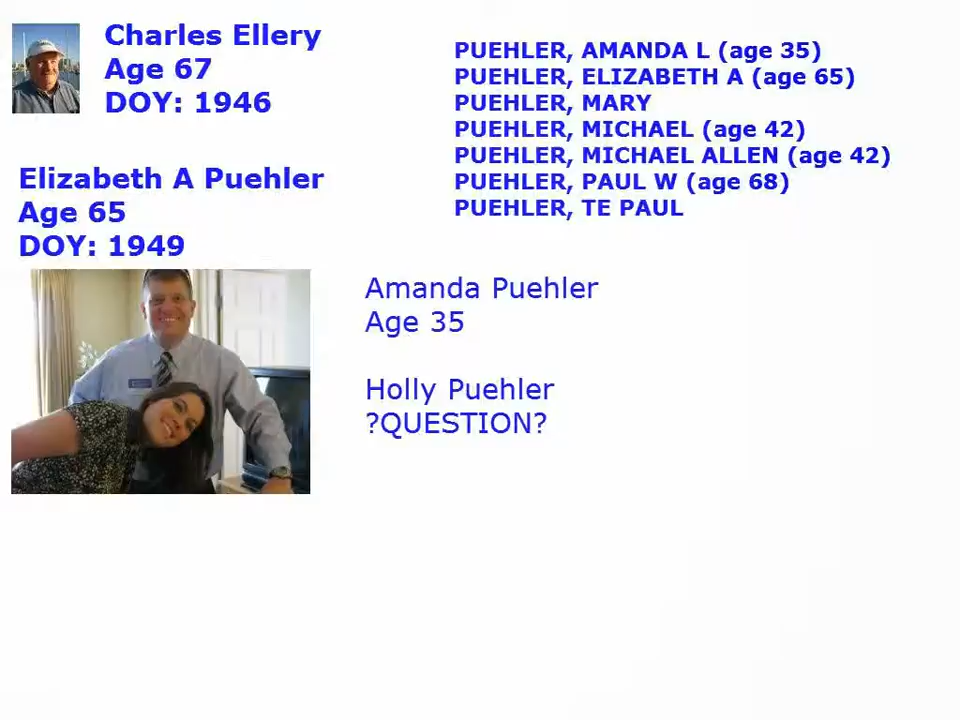 Charles Ellery
Age 67
DOY: 1946
PUEHLER, AMANDA L (age 35)
PUEHLER, ELIZABETH A (age 65)
PUEHLER, MARY
PUEHLER, MICHAEL (age 42)
PUEHLER, MICHAEL ALLEN (age 42)
PUEHLER, PAUL W (age 68)
PUEHLER, TE PAUL
Elizabeth A Puehler
Age 65
DOY: 1949
Amanda Puehler
Age 35
Holly Puehler
?QUESTION?